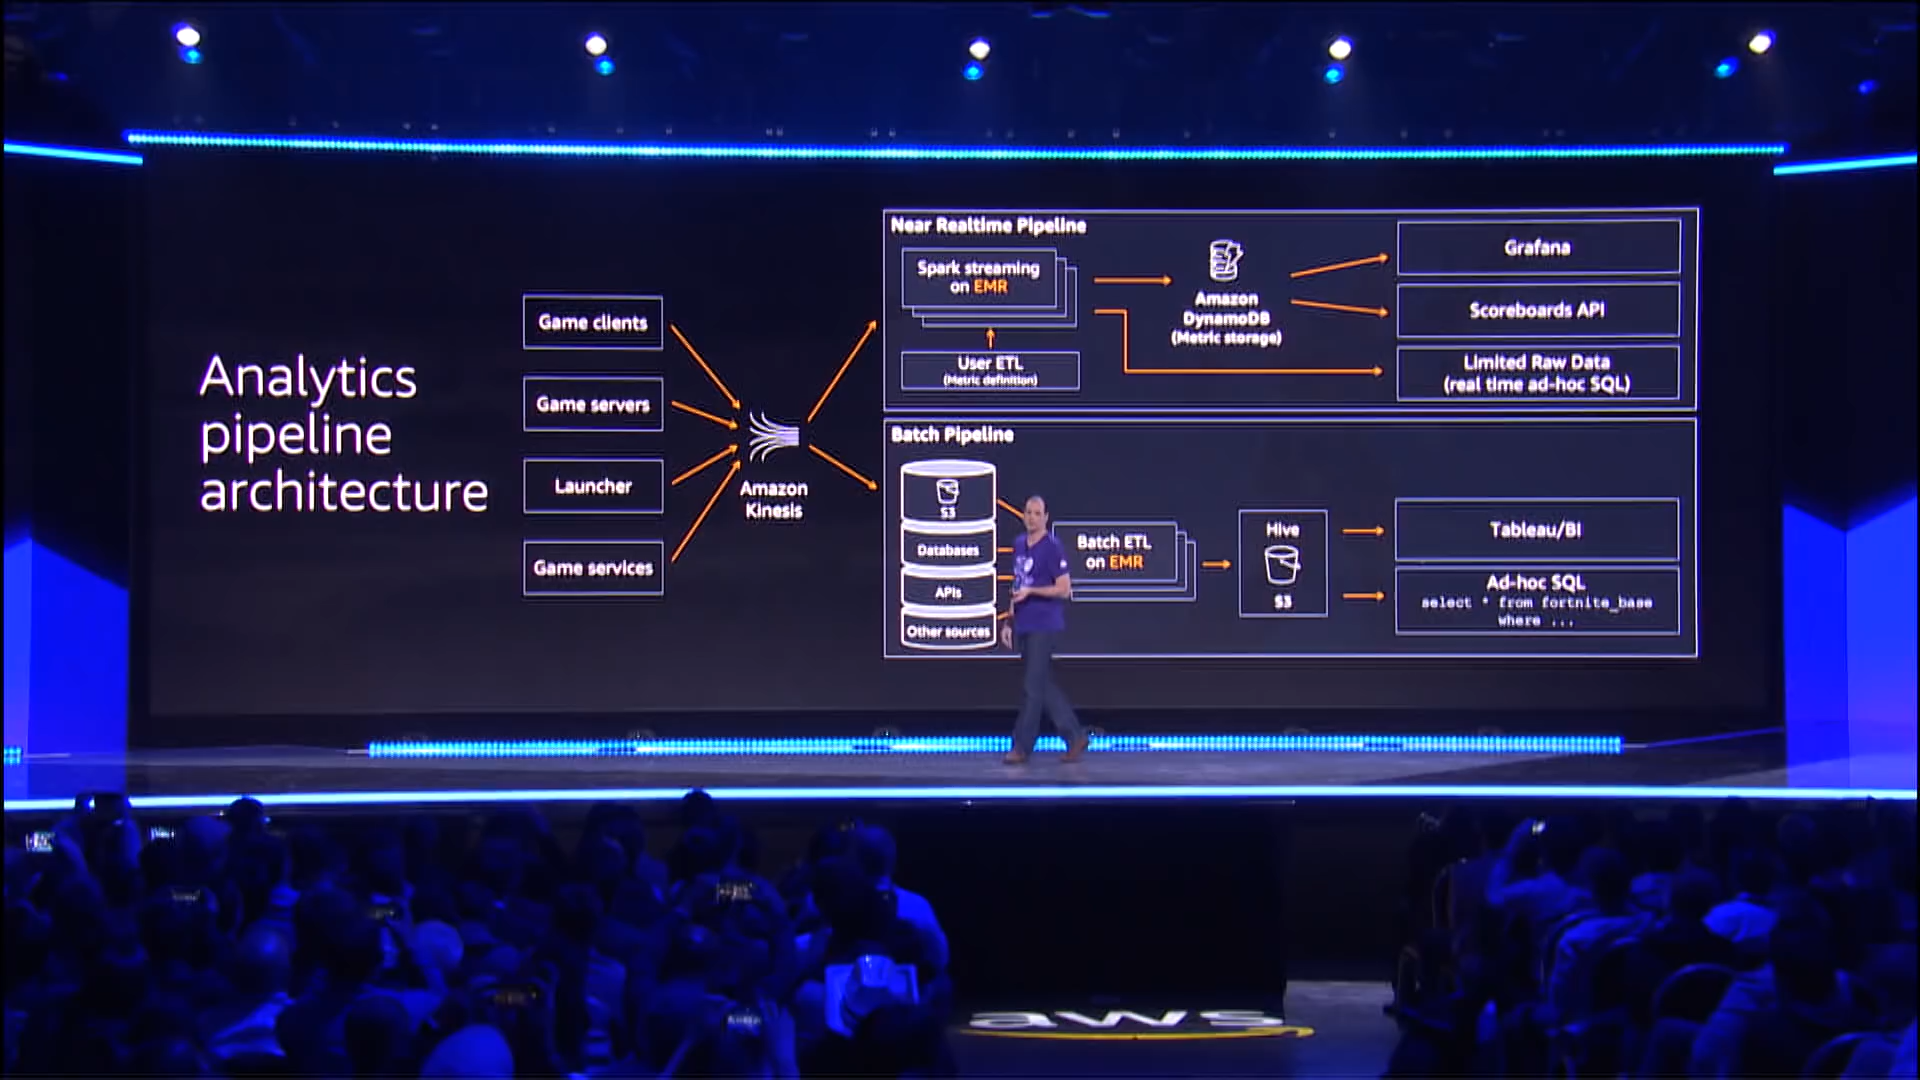 Analytics
pipeline
architecture
Game clients
Game servers
Launcher
Game services
Amazon
Kinesis
Near Realtime Pipeline
Spark streaming
on EMR
User ETL
(Metric definition)
Amazon
DynamoDB
(Metric storage)
Grafana
Scoreboards API
Limited Raw Data
(real time ad-hoc SQL)
Batch Pipeline
S3
Databases
APIs
Other sources
Batch ETL
on EMR
Hive
S3
Tableau/BI
Ad-hoc SQL
select * from fortnite_base
where ...
aws